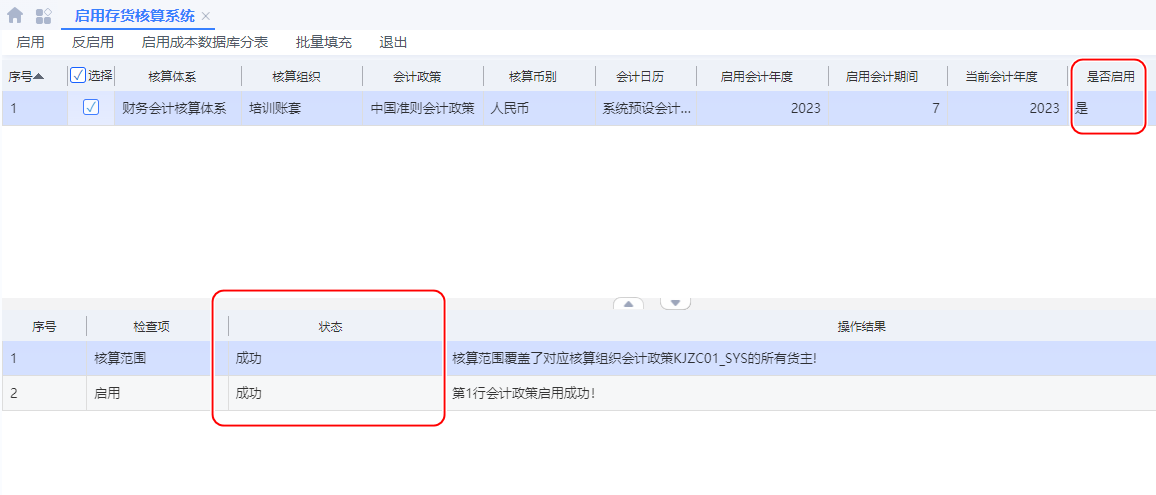 启用存货核算系统
启用 反启用 启用成本数据库分表 批量填充 退出
序号 选择 核算体系 核算组织 会计政策 核算币别 会计日历 启用会计年度 启用会计期间 当前会计年度 是否启用
1 财务会计核算体系 培训账套 中国准则会计政策 人民币 系统预设会计... 2023 7 2023 是
序号 检查项 状态 操作结果
1 核算范围 成功 核算范围覆盖了对应核算组织会计政策KJZC01_SYS的所有货主!
2 启用 成功 第1行会计政策启用成功!